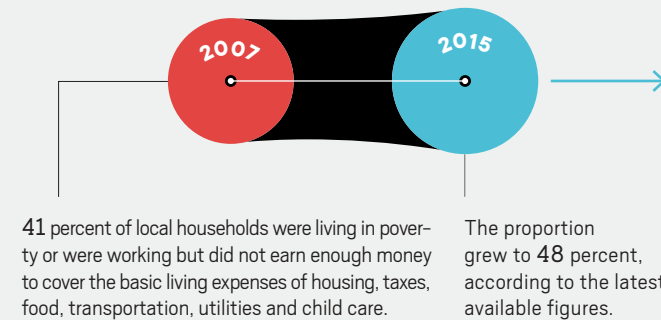 2007
2015
41 percent of local households were living in pover-
ty or were working but did not earn enough money
to cover the basic living expenses of housing, taxes,
food, transportation, utilities and child care.
The proportion
grew to 48 percent,
according to the latest
available figures.